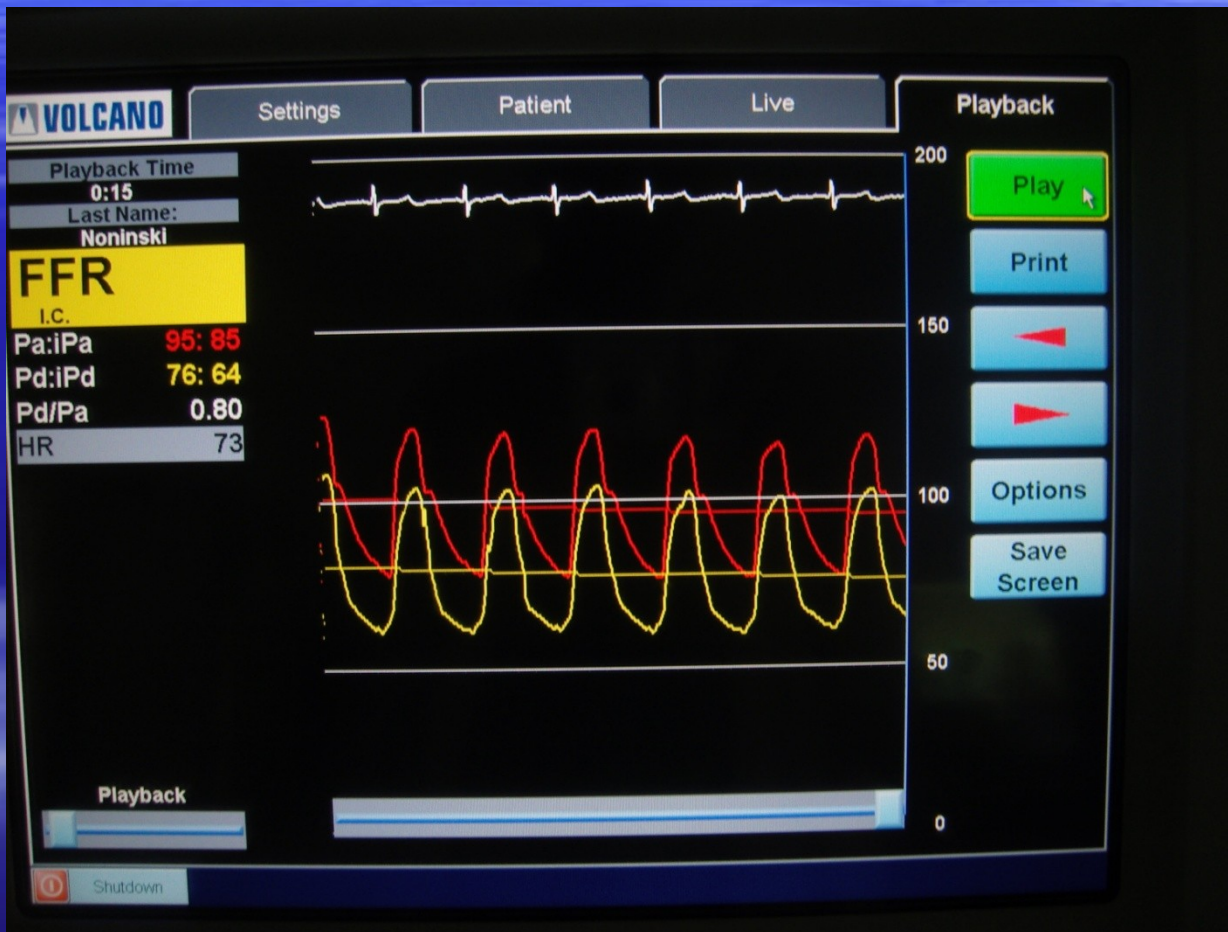 VOLCANO
Settings
Patient
Live
Playback
Playback Time
0:15
Last Name:
Noninski
FFR
I.C.
Pa:iPa 95: 85
Pd:iPd 76: 64
Pd/Pa 0.80
HR 73
200
150
100
50
0
Play
Print
Options
Save
Screen
Playback
Shutdown